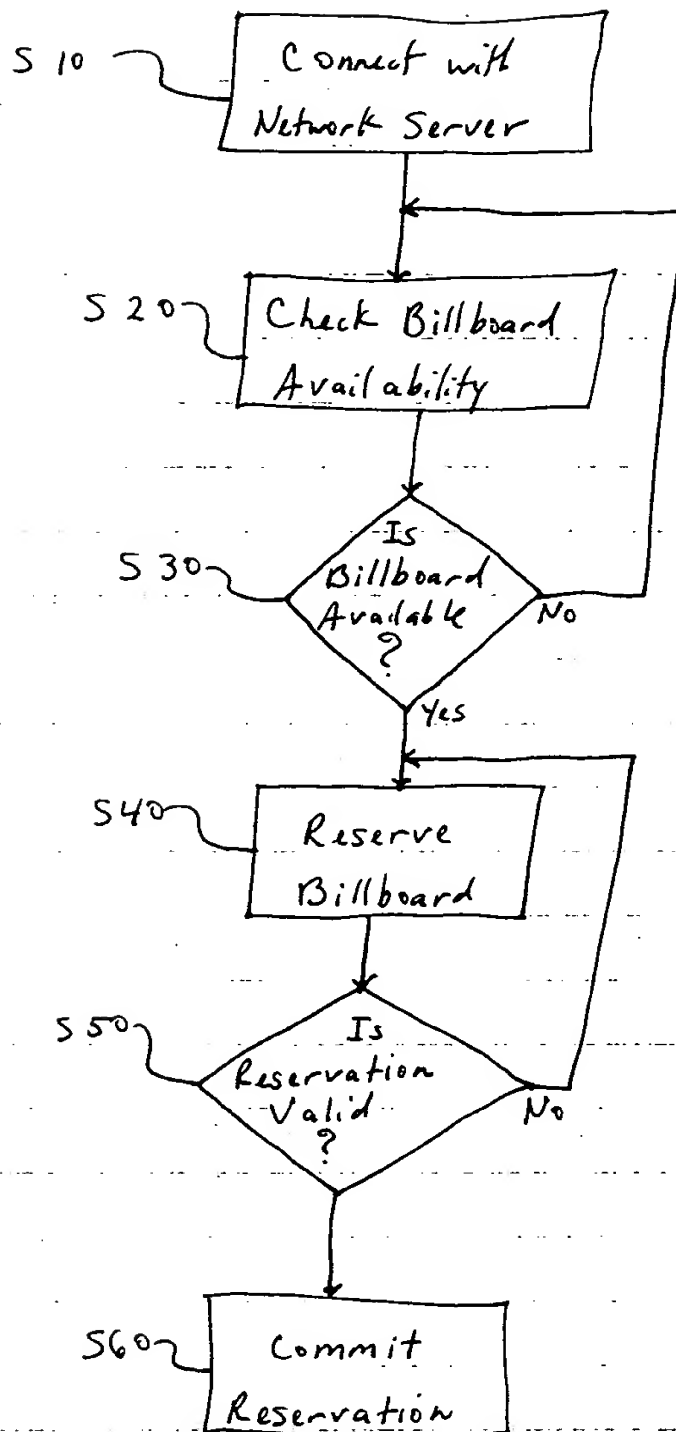 S 10
Connect with
Network Server
S 20
Check Billboard
Availability
S 30
Is
Billboard
Available
?
No
Yes
S40
Reserve
Billboard
S 50
Is
Reservation
Valid
?
No
S60
Commit
Reservation